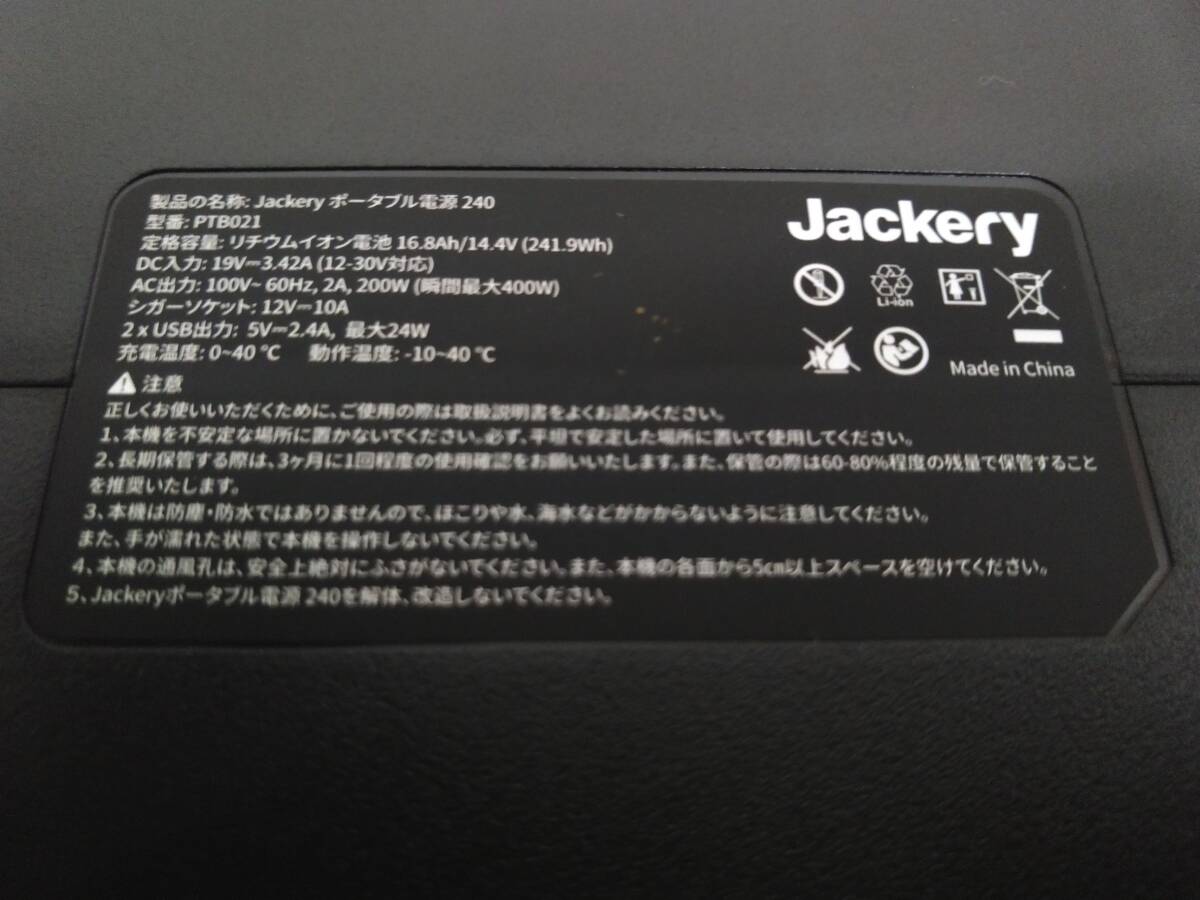 製品の名称: Jackery ポータブル電源 240
型番: PTB021
定格容量: リチウムイオン電池 16.8Ah/14.4V (241.9Wh)
DC入力: 19V⎓3.42A (12-30V対応)
AC出力: 100V~ 60Hz, 2A, 200W (瞬間最大400W)
シガーソケット: 12V⎓10A
2 x USB出力: 5V⎓2.4A, 最大24W
充電温度: 0~40 ℃ 動作温度: -10~40 ℃
Jackery
Li-ion
Made in China
注意
正しくお使いいただくために、ご使用の際は取扱説明書をよくお読みください。
1、本機を不安定な場所に置かないでください。必ず、平坦で安定した場所に置いて使用してください。
2、長期保管する際は、3ヶ月に1回程度の使用確認をお願いいたします。また、保管の際は60-80%程度の残量で保管すること
を推奨いたします。
3、本機は防塵・防水ではありませんので、ほこりや水、海水などがかからないように注意してください。
また、手が濡れた状態で本機を操作しないでください。
4、本機の通風孔は、安全上絶対にふさがないでください。また、本機の各面から5cm以上スペースを空けてください。
5、Jackeryポータブル電源 240を解体、改造しないでください。